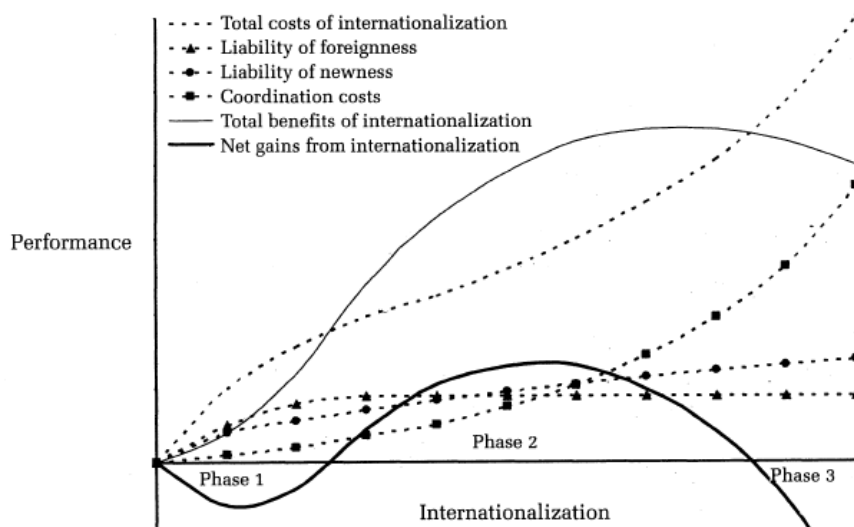 Total costs of internationalization
Liability of foreignness
Liability of newness
Coordination costs
Total benefits of internationalization
Net gains from internationalization
Performance
Phase 2
Phase 1
Phase 3
Internationalization